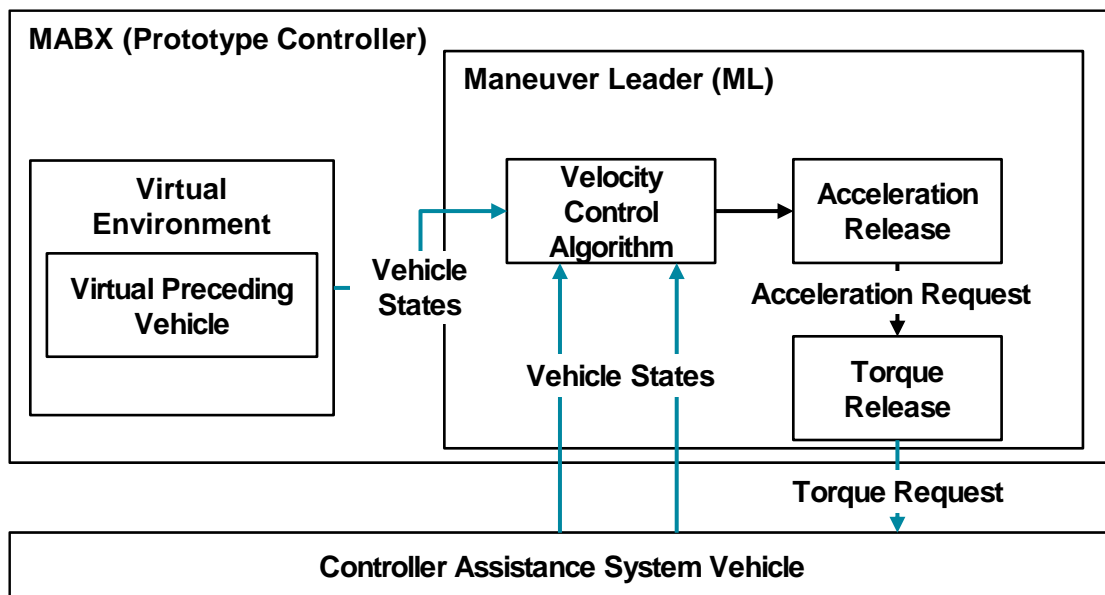 MABX (Prototype Controller)
Maneuver Leader (ML)
Virtual
Environment
Virtual Preceding
Vehicle
Vehicle
States
Velocity
Control
Algorithm
Acceleration
Release
Acceleration Request
Vehicle States
Torque
Release
Torque Request
Controller Assistance System Vehicle